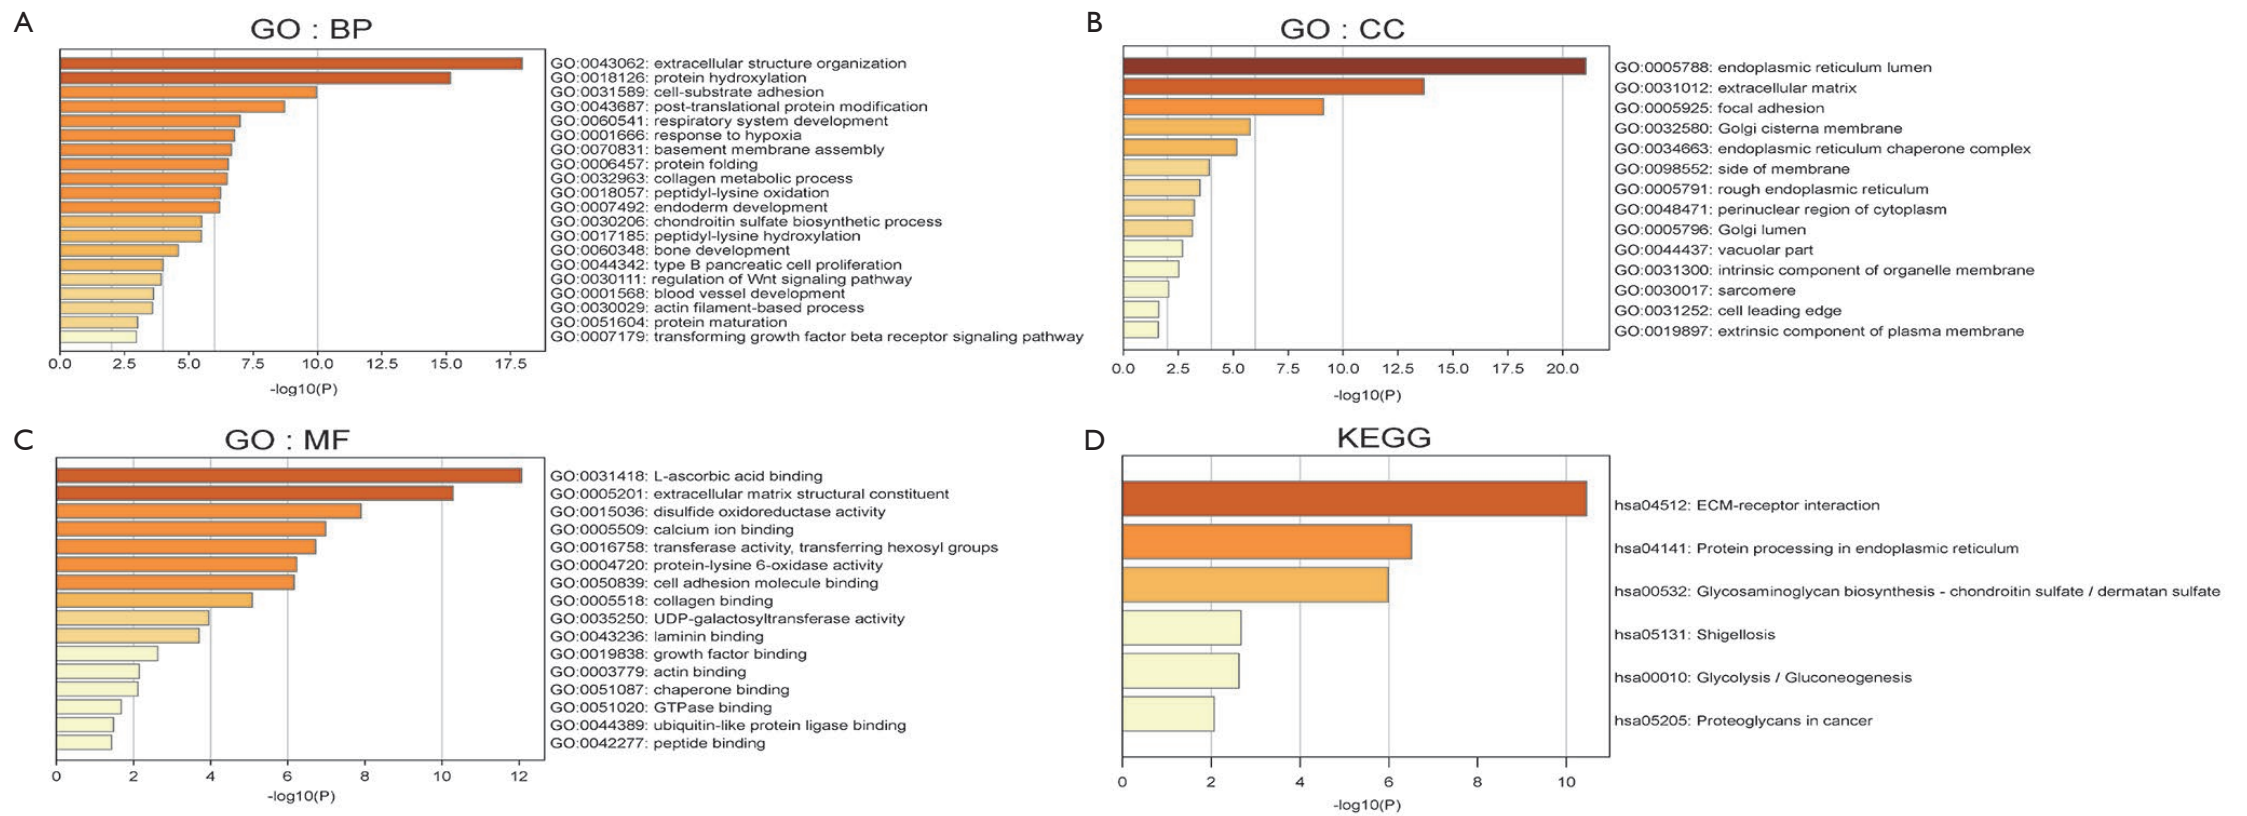 A
GO : BP
GO:0043062: extracellular structure organization
GO:0018126: protein hydroxylation
GO:0031589: cell-substrate adhesion
GO:0043687: post-translational protein modification
GO:0060541: respiratory system development
GO:0001666: response to hypoxia
GO:0070831: basement membrane assembly
GO:0006457: protein folding
GO:0032963: collagen metabolic process
GO:0018057: peptidyl-lysine oxidation
GO:0007492: endoderm development
GO:0030206: chondroitin sulfate biosynthetic process
GO:0017185: peptidyl-lysine hydroxylation
GO:0060348: bone development
GO:0044342: type B pancreatic cell proliferation
GO:0030111: regulation of Wnt signaling pathway
GO:0001568: blood vessel development
GO:0030029: actin filament-based process
GO:0051604: protein maturation
GO:0007179: transforming growth factor beta receptor signaling pathway
0.0 2.5 5.0 7.5 10.0 12.5 15.0 17.5
-log10(P)
B
GO : CC
GO:0005788: endoplasmic reticulum lumen
GO:0031012: extracellular matrix
GO:0005925: focal adhesion
GO:0032580: Golgi cisterna membrane
GO:0034663: endoplasmic reticulum chaperone complex
GO:0098552: side of membrane
GO:0005791: rough endoplasmic reticulum
GO:0048471: perinuclear region of cytoplasm
GO:0005796: Golgi lumen
GO:0044437: vacuolar part
GO:0031300: intrinsic component of organelle membrane
GO:0030017: sarcomere
GO:0031252: cell leading edge
GO:0019897: extrinsic component of plasma membrane
0.0 2.5 5.0 7.5 10.0 12.5 15.0 17.5 20.0
-log10(P)
C
GO : MF
GO:0031418: L-ascorbic acid binding
GO:0005201: extracellular matrix structural constituent
GO:0015036: disulfide oxidoreductase activity
GO:0005509: calcium ion binding
GO:0016758: transferase activity, transferring hexosyl groups
GO:0004720: protein-lysine 6-oxidase activity
GO:0050839: cell adhesion molecule binding
GO:0005518: collagen binding
GO:0035250: UDP-galactosyltransferase activity
GO:0043236: laminin binding
GO:0019838: growth factor binding
GO:0003779: actin binding
GO:0051087: chaperone binding
GO:0051020: GTPase binding
GO:0044389: ubiquitin-like protein ligase binding
GO:0042277: peptide binding
0 2 4 6 8 10 12
-log10(P)
D
KEGG
hsa04512: ECM-receptor interaction
hsa04141: Protein processing in endoplasmic reticulum
hsa00532: Glycosaminoglycan biosynthesis - chondroitin sulfate / dermatan sulfate
hsa05131: Shigellosis
hsa00010: Glycolysis / Gluconeogenesis
hsa05205: Proteoglycans in cancer
0 2 4 6 8 10
-log10(P)